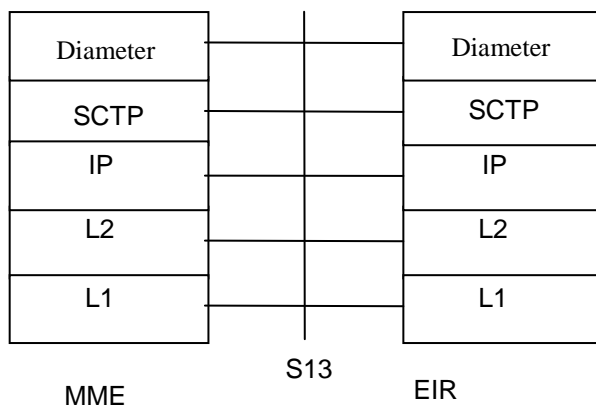 Diameter Diameter
SCTP SCTP
IP IP
L2 L2
L1 L1
S13
MME EIR